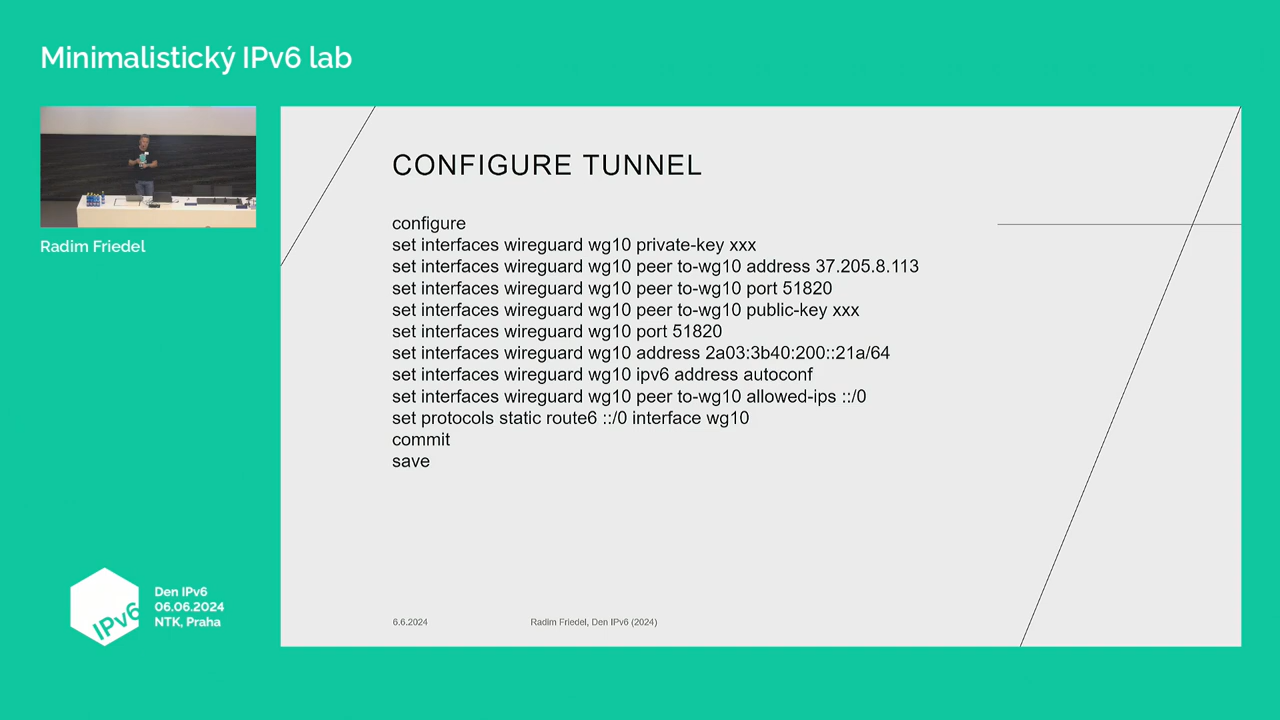 Minimalistický IPv6 lab
Radim Friedel
CONFIGURE TUNNEL
configure
set interfaces wireguard wg10 private-key xxx
set interfaces wireguard wg10 peer to-wg10 address 37.205.8.113
set interfaces wireguard wg10 peer to-wg10 port 51820
set interfaces wireguard wg10 peer to-wg10 public-key xxx
set interfaces wireguard wg10 port 51820
set interfaces wireguard wg10 address 2a03:3b40:200::21a/64
set interfaces wireguard wg10 ipv6 address autoconf
set interfaces wireguard wg10 peer to-wg10 allowed-ips ::/0
set protocols static route6 ::/0 interface wg10
commit
save
6.6.2024
Radim Friedel, Den IPv6 (2024)
IPv6
Den IPv6
06.06.2024
NTK, Praha